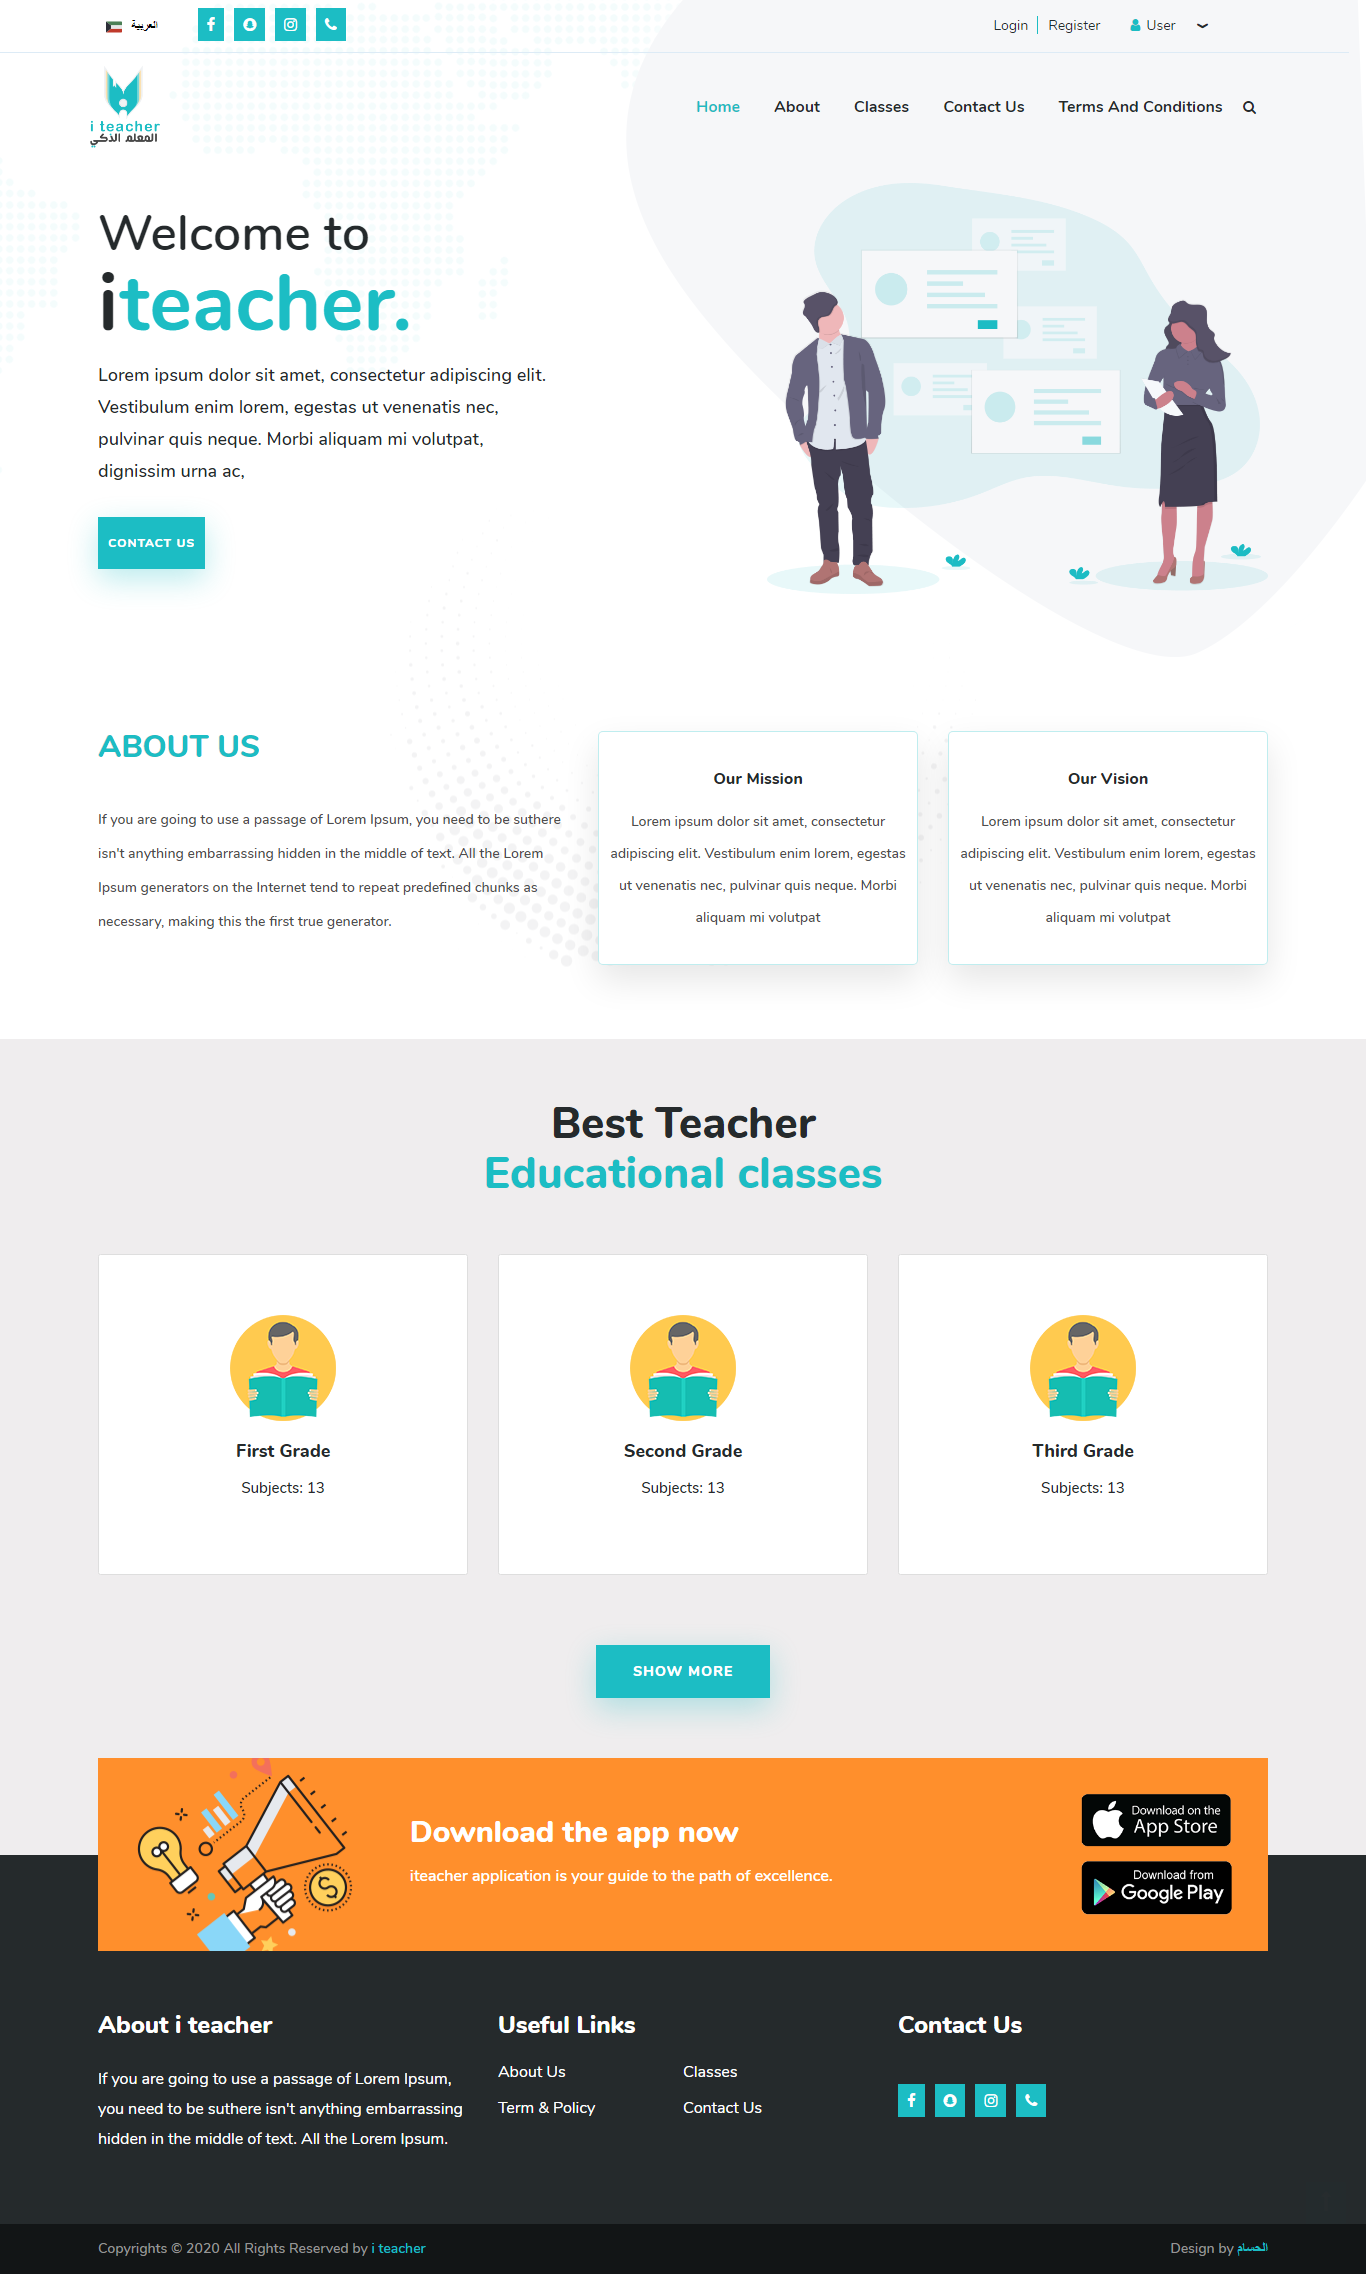 العربية
Login | Register
User
i teacher
المعلم الذكي
Home
About
Classes
Contact Us
Terms And Conditions
Welcome to
iteacher.
Lorem ipsum dolor sit amet, consectetur adipiscing elit.
Vestibulum enim lorem, egestas ut venenatis nec,
pulvinar quis neque. Morbi aliquam mi volutpat,
dignissim urna ac,
CONTACT US
ABOUT US
If you are going to use a passage of Lorem Ipsum, you need to be suthere
isn't anything embarrassing hidden in the middle of text. All the Lorem
Ipsum generators on the Internet tend to repeat predefined chunks as
necessary, making this the first true generator.
Our Mission
Lorem ipsum dolor sit amet, consectetur
adipiscing elit. Vestibulum enim lorem, egestas
ut venenatis nec, pulvinar quis neque. Morbi
aliquam mi volutpat
Our Vision
Lorem ipsum dolor sit amet, consectetur
adipiscing elit. Vestibulum enim lorem, egestas
ut venenatis nec, pulvinar quis neque. Morbi
aliquam mi volutpat
Best Teacher
Educational classes
First Grade
Subjects: 13
Second Grade
Subjects: 13
Third Grade
Subjects: 13
SHOW MORE
Download the app now
iteacher application is your guide to the path of excellence.
Download on the
App Store
Download from
Google Play
About i teacher
If you are going to use a passage of Lorem Ipsum,
you need to be suthere isn't anything embarrassing
hidden in the middle of text. All the Lorem Ipsum.
Useful Links
About Us
Classes
Term & Policy
Contact Us
Contact Us
Copyrights © 2020 All Rights Reserved by i teacher
Design by الحسام